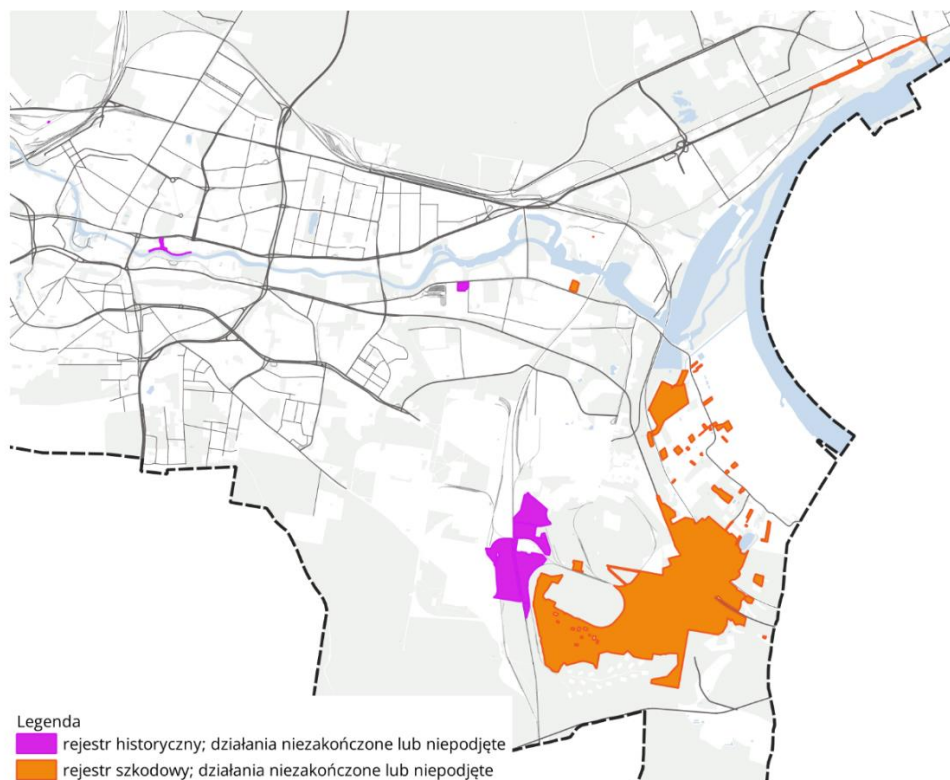 Legenda
rejestr historyczny; działania niezakończone lub niepodjęte
rejestr szkodowy; działania niezakończone lub niepodjęte